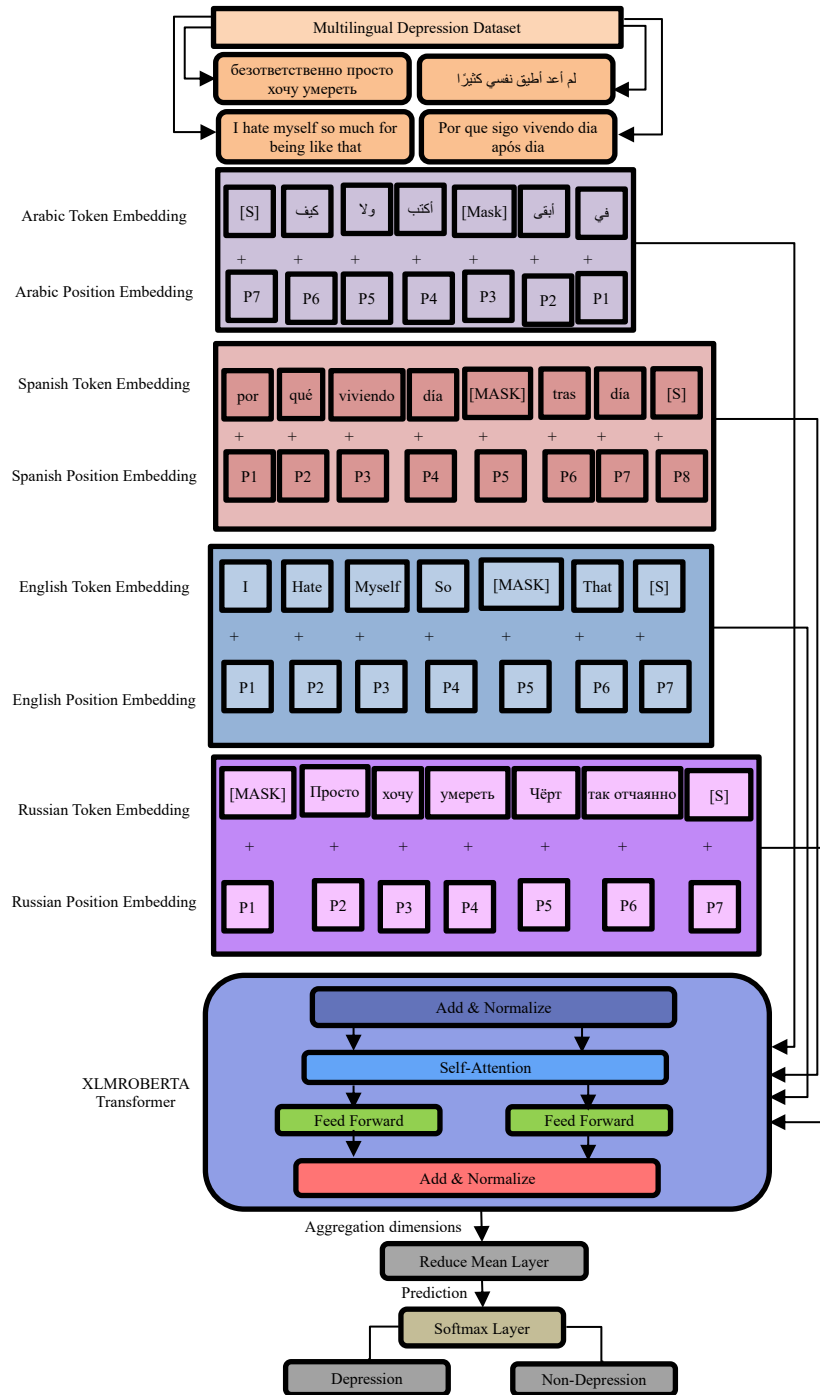 Multilingual Depression Dataset
безответственно просто
хочу умереть
لم أعد أطيق نفسي كثيرًا
I hate myself so much for
being like that
Por que sigo vivendo dia
após dia
Arabic Token Embedding
[S] كيف ولا أكتب [Mask] أبقى في
+ + + + + + +
Arabic Position Embedding
P7 P6 P5 P4 P3 P2 P1
Spanish Token Embedding
por qué viviendo día [MASK] tras día [S]
+ + + + + + + +
Spanish Position Embedding
P1 P2 P3 P4 P5 P6 P7 P8
English Token Embedding
I Hate Myself So [MASK] That [S]
+ + + + + + +
English Position Embedding
P1 P2 P3 P4 P5 P6 P7
Russian Token Embedding
[MASK] Просто хочу умереть Чёрт так отчаянно [S]
+ + + + + + +
Russian Position Embedding
P1 P2 P3 P4 P5 P6 P7
XLMROBERTA
Transformer
Add & Normalize
Self-Attention
Feed Forward Feed Forward
Add & Normalize
Aggregation dimensions
Reduce Mean Layer
Prediction
Softmax Layer
Depression Non-Depression